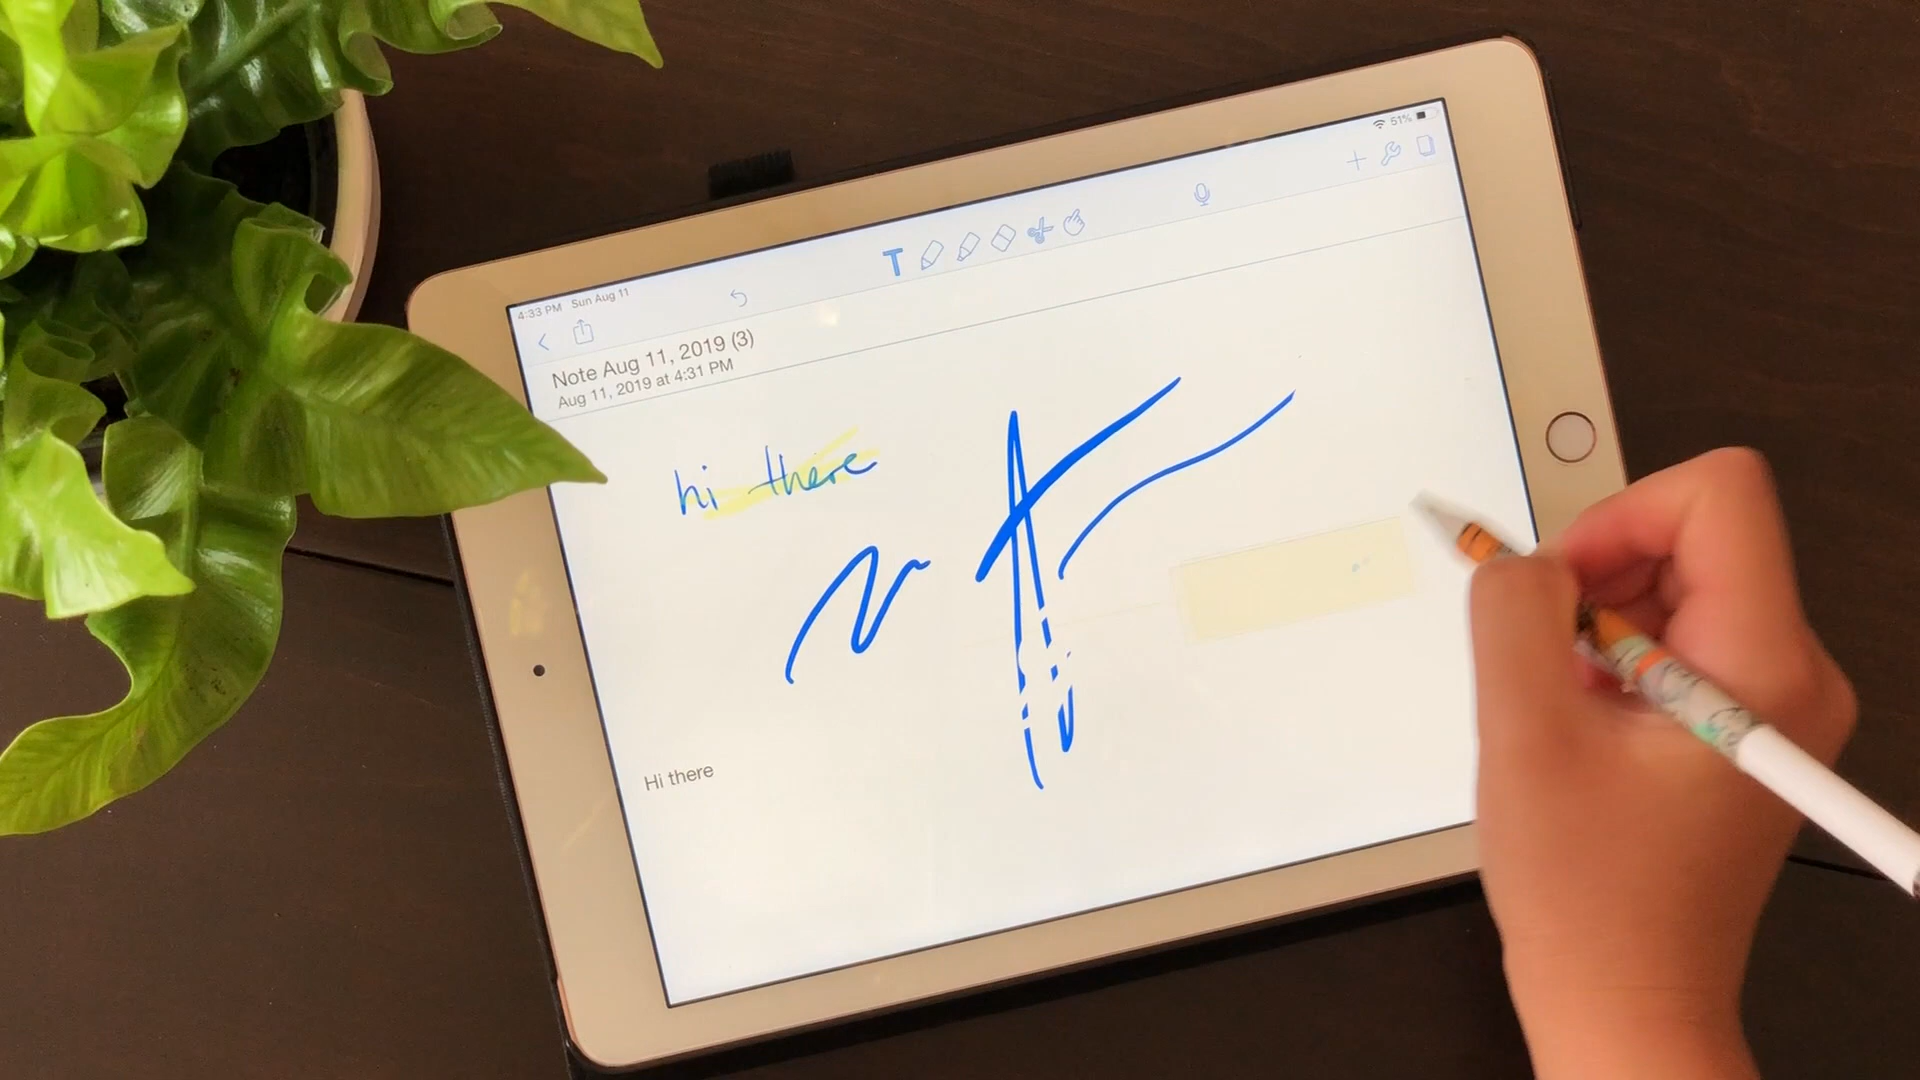 51%
4:33 PM Sun Aug 11
T
Note Aug 11, 2019 (3)
Aug 11, 2019 at 4:31 PM
hi there
Hi there